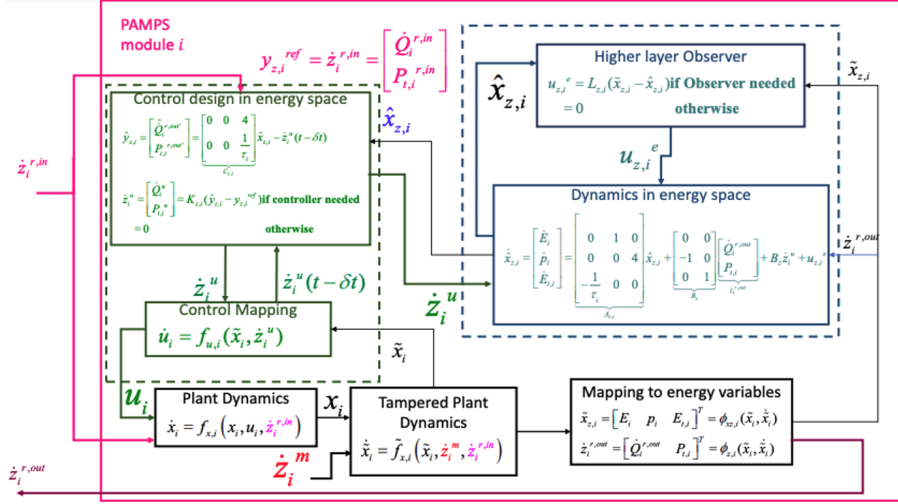 PAMPS
module i
y_{z,i}^{ref} = ż_i^{r,in} = [Q̇_i^{r,in} ; P_{t,i}^{r,in}]
ż_i^{r,in}
Control design in energy space
ŷ_{z,i} = [Q̇̂_i^{r,out} ; P̂_{t,i}^{r,out}] = [0 0 4 ; 0 0 1/τ_i] x̂_{z,i} − ż_i^u(t−δt)
C_{z,i}
ż_i^u = [Q̇_i^u ; P_{t,i}^u] = K_{z,i}(ŷ_{z,i} − y_{z,i}^{ref}) if controller needed
=0 otherwise
ż_i^u
ż_i^u(t−δt)
Control Mapping
u̇_i = f_{u,i}(x̃_i, ż_i^u)
u_i
Plant Dynamics
ẋ_i = f_{x,i}(x_i, u_i, ż_i^{r,in})
x_i
x̃_i
Tampered Plant
Dynamics
x̃̇_i = f̃_{x,i}(x̃_i, ż_i^m, ż_i^{r,in})
ż_i^m
Mapping to energy variables
x̃_{z,i} = [E_i p_i E_{t,i}]^T = φ_{xz,i}(x̃_i, x̃̇_i)
ż_i^{r,out} = [Q̇_i^{r,out} P_{t,i}]^T = φ_{z,i}(x̃_i, x̃̇_i)
Higher layer Observer
u_{z,i}^e = L_{z,i}(x̃_{z,i} − x̂_{z,i}) if Observer needed
=0 otherwise
x̂_{z,i}
x̂_{z,i}
x̃_{z,i}
u_{z,i}^e
Dynamics in energy space
x̂̇_{z,i} = [Ė_i ; ṗ_i ; Ė_{t,i}] = [0 1 0 ; 0 0 4 ; −1/τ_i 0 0] x̂_{z,i} + [0 0 ; −1 0 ; 0 1] [Q̇_i^{r,out} ; P_{t,i}] + B_z ż_i^u + u_{z,i}^e
A_{z,i}
B_z
ż_i^{r,out}
ż_i^u
ż_i^{r,out}
ż_i^{r,out}